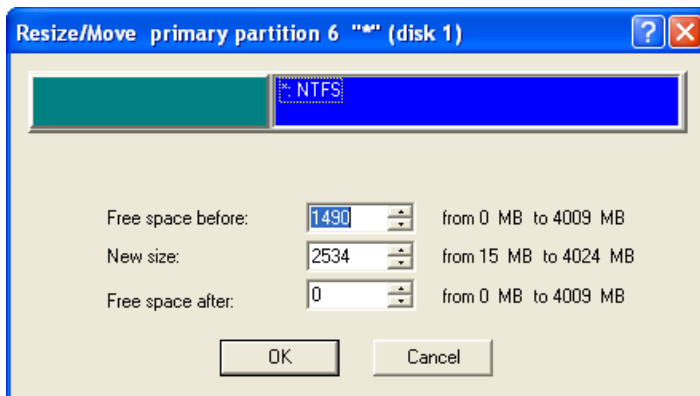 Resize/Move primary partition 6 "*" (disk 1)
*: NTFS
Free space before: 1490 from 0 MB to 4009 MB
New size: 2534 from 15 MB to 4024 MB
Free space after: 0 from 0 MB to 4009 MB
OK Cancel